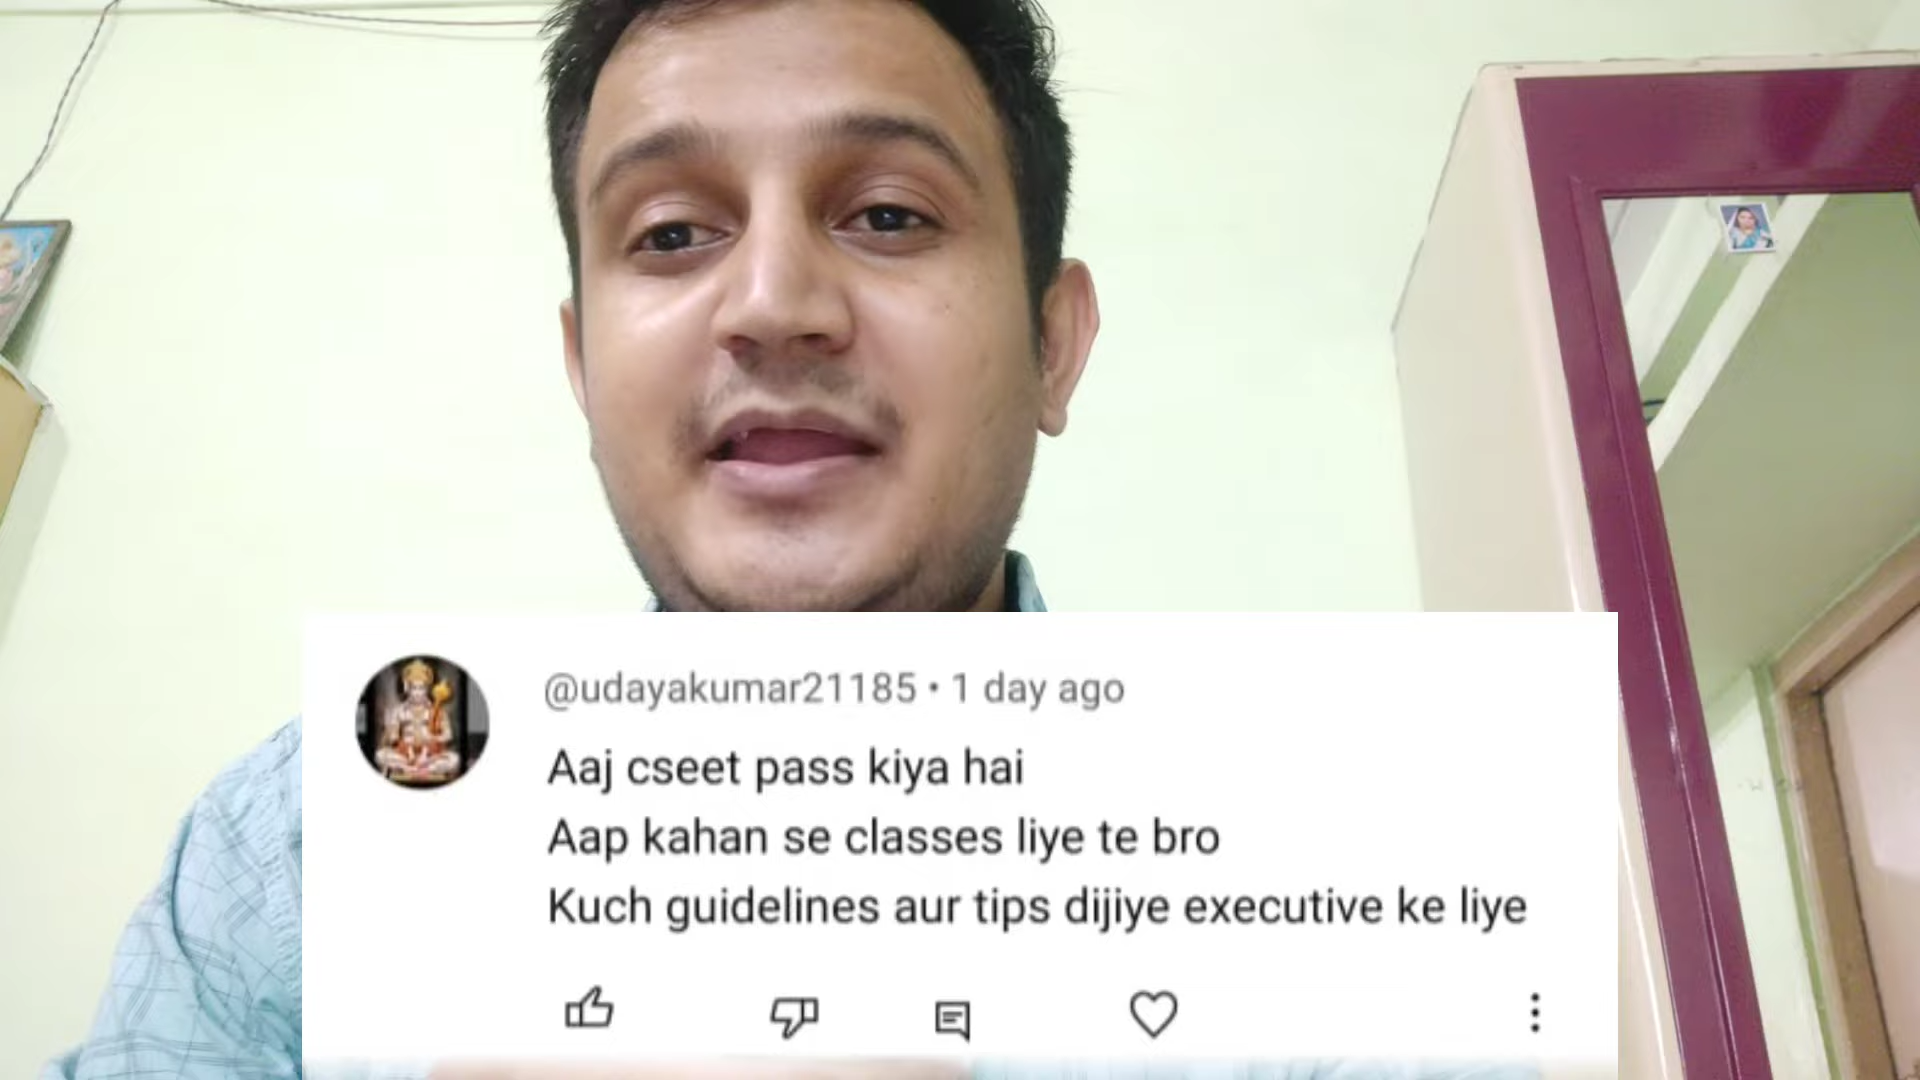 @udayakumar21185 • 1 day ago
Aaj cseet pass kiya hai
Aap kahan se classes liye te bro
Kuch guidelines aur tips dijiye executive ke liye